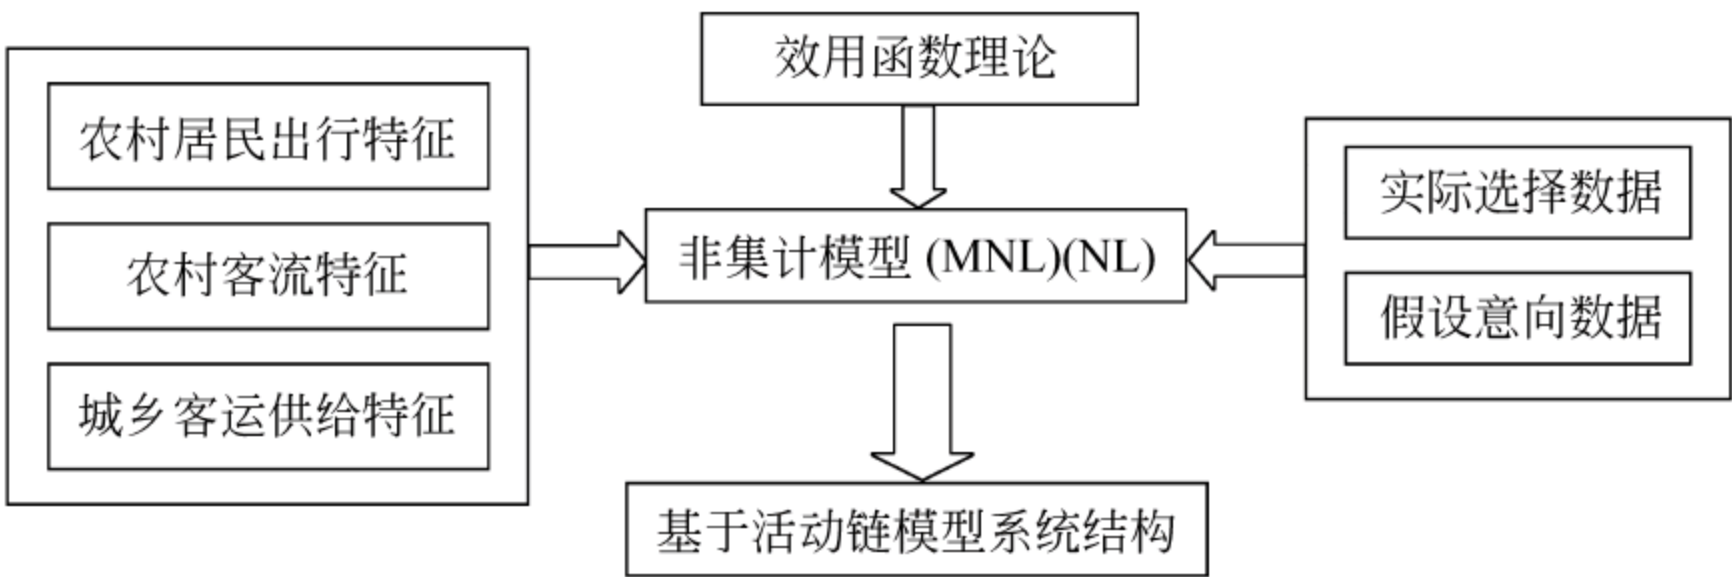 效用函数理论
农村居民出行特征
农村客流特征
城乡客运供给特征
非集计模型 (MNL)(NL)
实际选择数据
假设意向数据
基于活动链模型系统结构